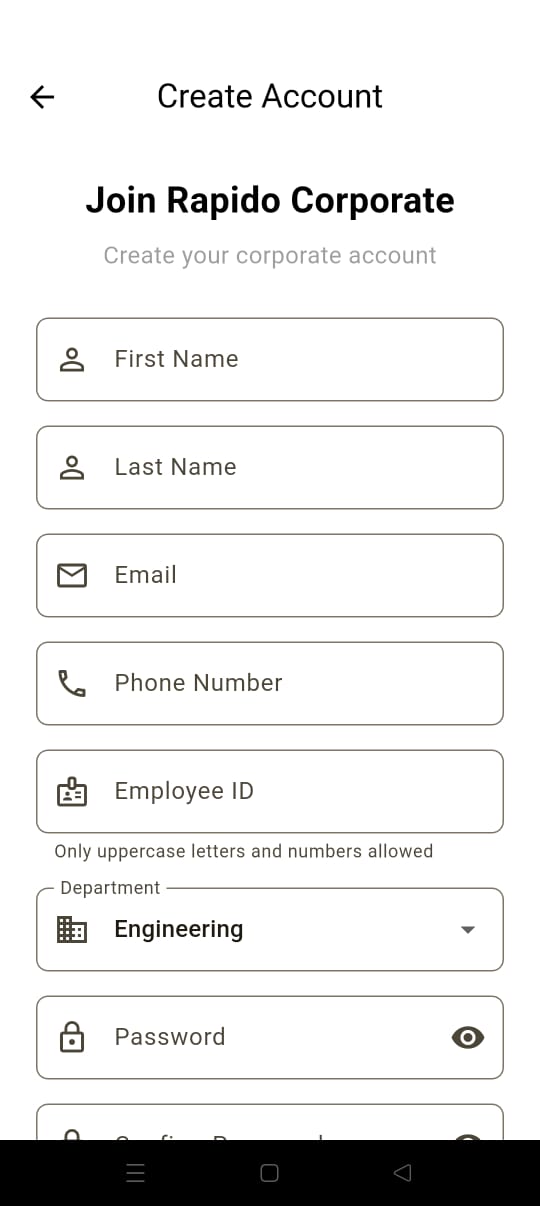 Create Account
Join Rapido Corporate
Create your corporate account
First Name
Last Name
Email
Phone Number
Employee ID
Only uppercase letters and numbers allowed
Department
Engineering
Password